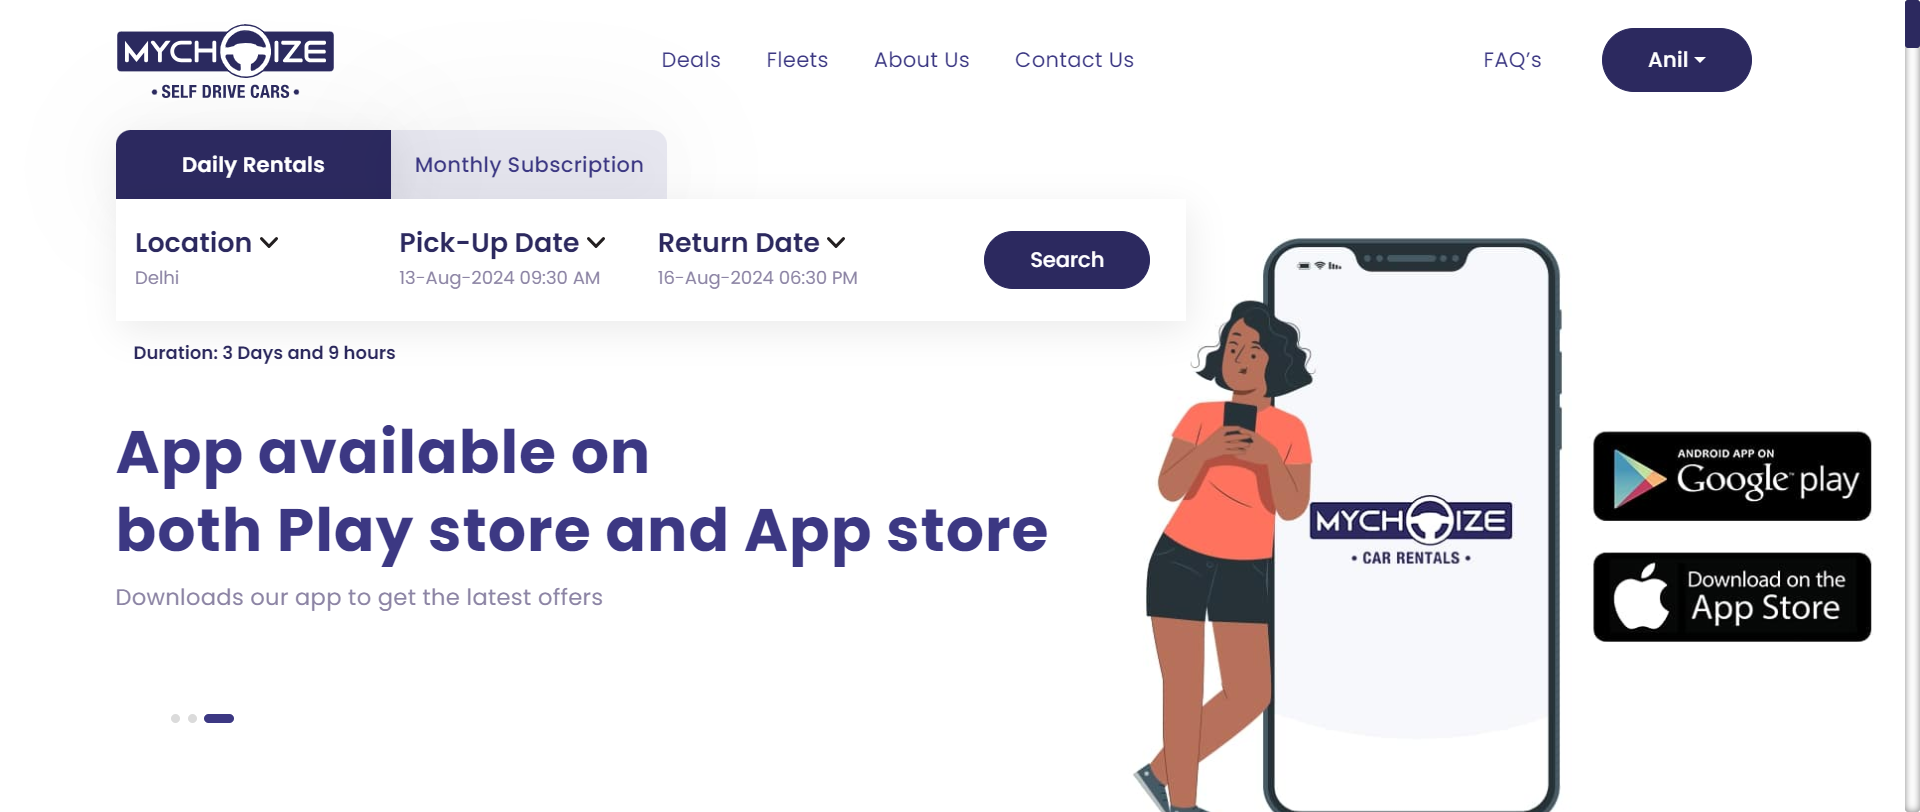 MYCHOIZE
• SELF DRIVE CARS •
Deals
Fleets
About Us
Contact Us
FAQ’s
Anil
Daily Rentals
Monthly Subscription
Location
Delhi
Pick-Up Date
13-Aug-2024 09:30 AM
Return Date
16-Aug-2024 06:30 PM
Search
Duration: 3 Days and 9 hours
App available on
both Play store and App store
Downloads our app to get the latest offers
MYCHOIZE
• CAR RENTALS •
ANDROID APP ON
Google play
Download on the
App Store